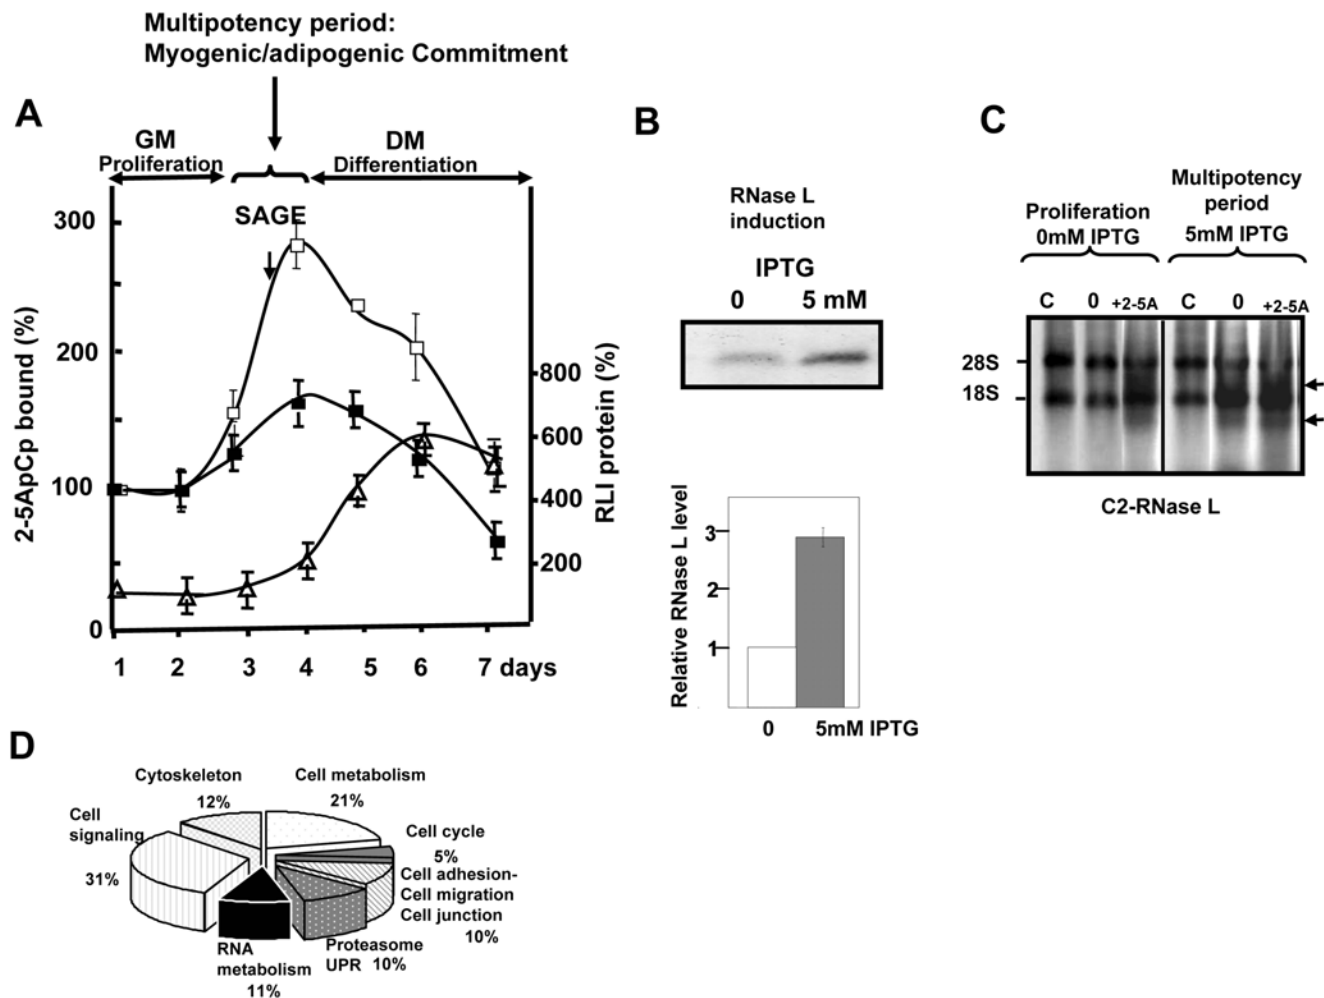 Multipotency period:
Myogenic/adipogenic Commitment
A
GM
Proliferation
DM
Differentiation
SAGE
300
200
100
0
2-5ApCp bound (%)
800
600
400
200
RLI protein (%)
1 2 3 4 5 6 7 days
B
RNase L
induction
IPTG
0 5 mM
Relative RNase L level
3
2
1
0 5mM IPTG
C
Proliferation
0mM IPTG
Multipotency
period
5mM IPTG
C 0 +2-5A C 0 +2-5A
28S
18S
C2-RNase L
D
Cytoskeleton
12%
Cell metabolism
21%
Cell
signaling
31%
Cell cycle
5%
Cell adhesion-
Cell migration
Cell junction
10%
RNA
metabolism
11%
Proteasome
UPR 10%